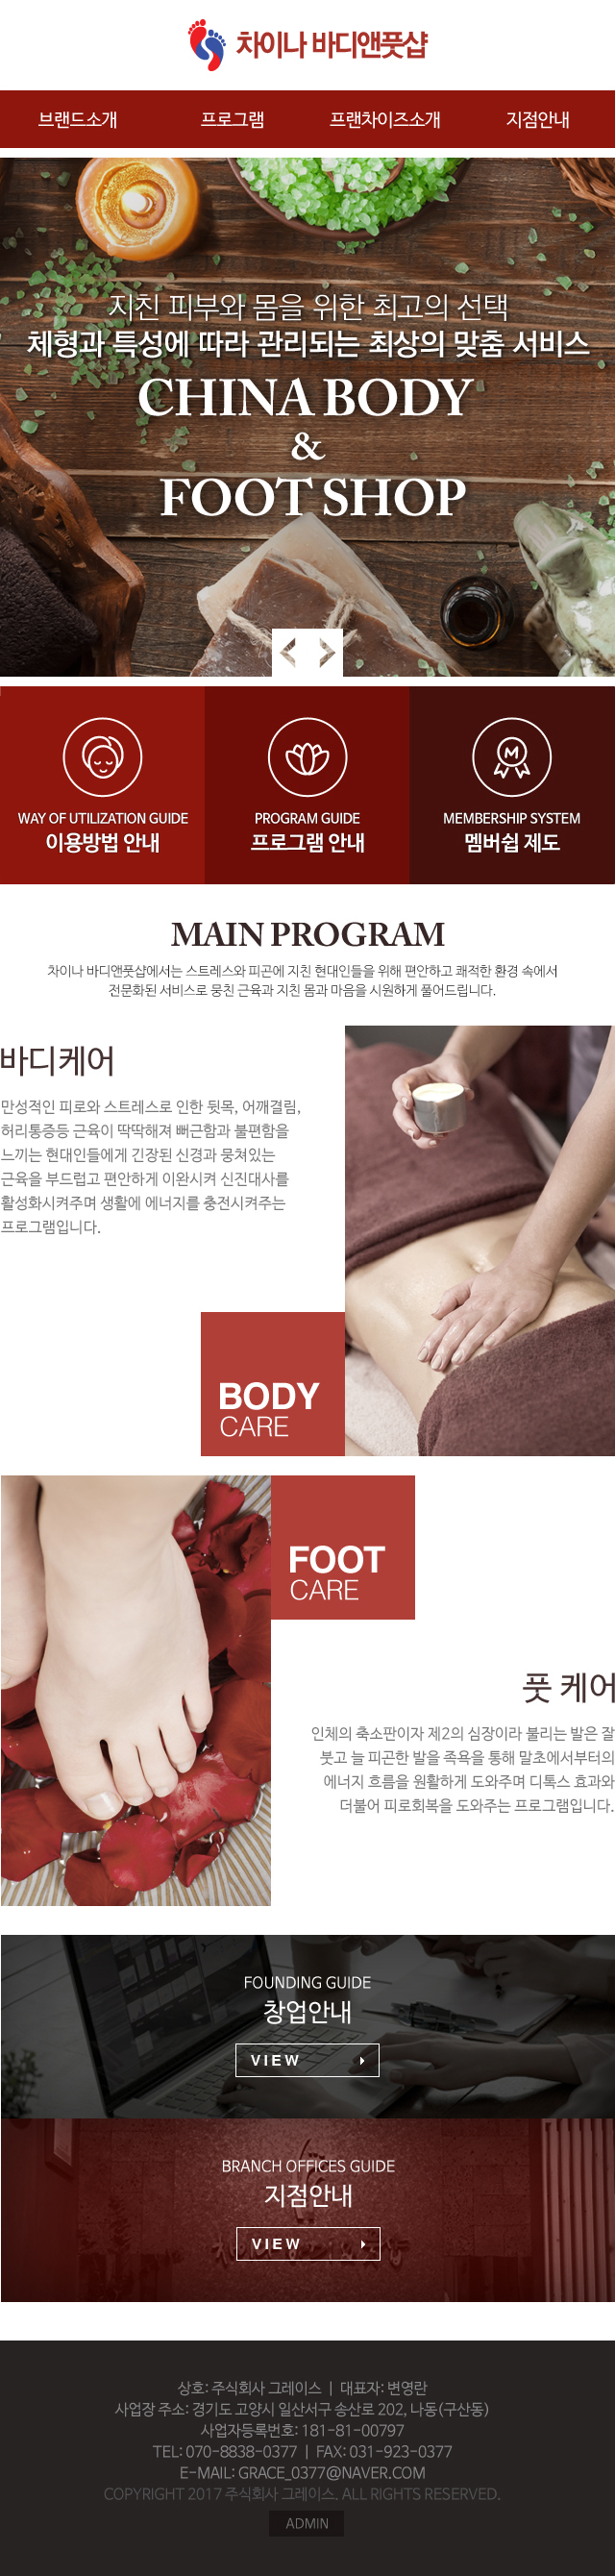 차이나 바디앤풋샵
브랜드소개 프로그램 프랜차이즈소개 지점안내
지친 피부와 몸을 위한 최고의 선택
체형과 특성에 따라 관리되는 최상의 맞춤 서비스
CHINA BODY
&
FOOT SHOP
WAY OF UTILIZATION GUIDE
이용방법 안내
PROGRAM GUIDE
프로그램 안내
M
MEMBERSHIP SYSTEM
멤버쉽 제도
MAIN PROGRAM
차이나 바디앤풋샵에서는 스트레스와 피곤에 지친 현대인들을 위해 편안하고 쾌적한 환경 속에서
전문화된 서비스로 뭉친 근육과 지친 몸과 마음을 시원하게 풀어드립니다.
바디케어
만성적인 피로와 스트레스로 인한 뒷목, 어깨결림,
허리통증등 근육이 딱딱해져 뻐근함과 불편함을
느끼는 현대인들에게 긴장된 신경과 뭉쳐있는
근육을 부드럽고 편안하게 이완시켜 신진대사를
활성화시켜주며 생활에 에너지를 충전시켜주는
프로그램입니다.
BODY
CARE
FOOT
CARE
풋 케어
인체의 축소판이자 제2의 심장이라 불리는 발은 잘
붓고 늘 피곤한 발을 족욕을 통해 말초에서부터의
에너지 흐름을 원활하게 도와주며 디톡스 효과와
더불어 피로회복을 도와주는 프로그램입니다.
FOUNDING GUIDE
창업안내
VIEW
BRANCH OFFICES GUIDE
지점안내
VIEW
상호: 주식회사 그레이스 | 대표자: 변영란
사업장 주소: 경기도 고양시 일산서구 송산로 202, 나동(구산동)
사업자등록번호: 181-81-00797
TEL: 070-8838-0377 | FAX: 031-923-0377
E-MAIL: GRACE_0377@NAVER.COM
COPYRIGHT 2017 주식회사 그레이스. ALL RIGHTS RESERVED.
ADMIN